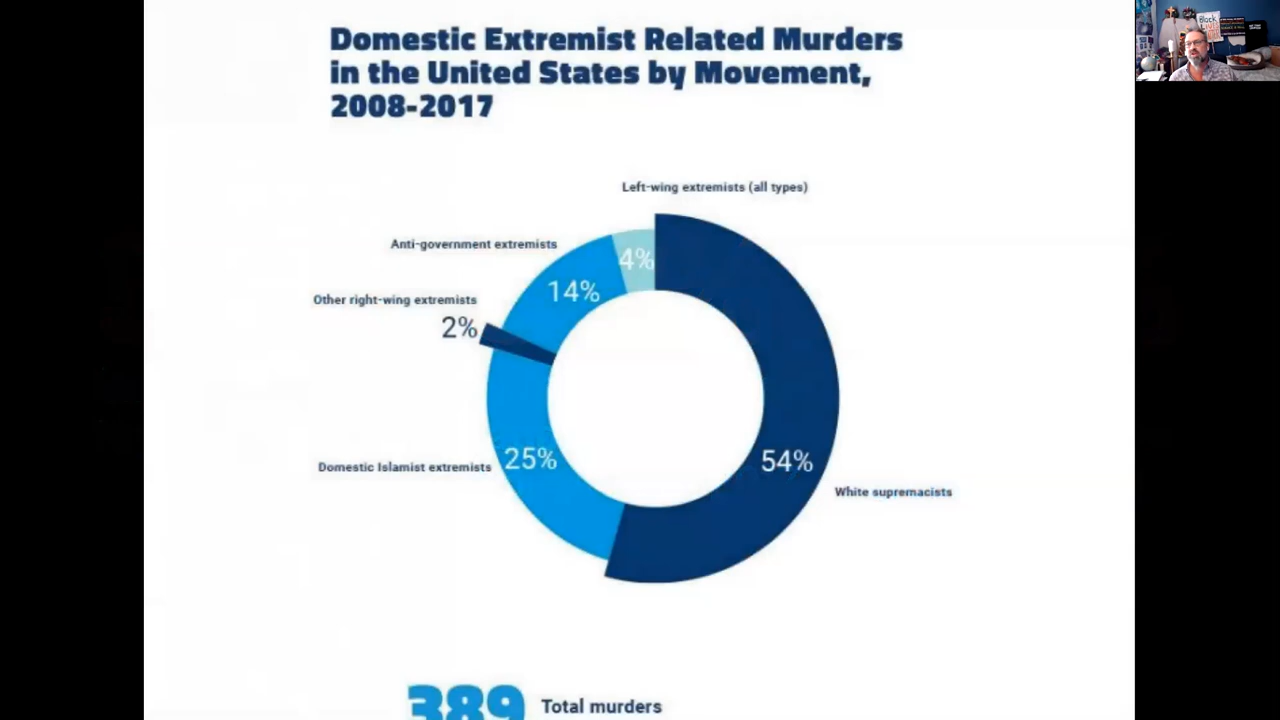 Domestic Extremist Related Murders
in the United States by Movement,
2008-2017
Left-wing extremists (all types)
4%
Anti-government extremists
14%
Other right-wing extremists
2%
Domestic Islamist extremists
25%
54%
White supremacists
389
Total murders
Black